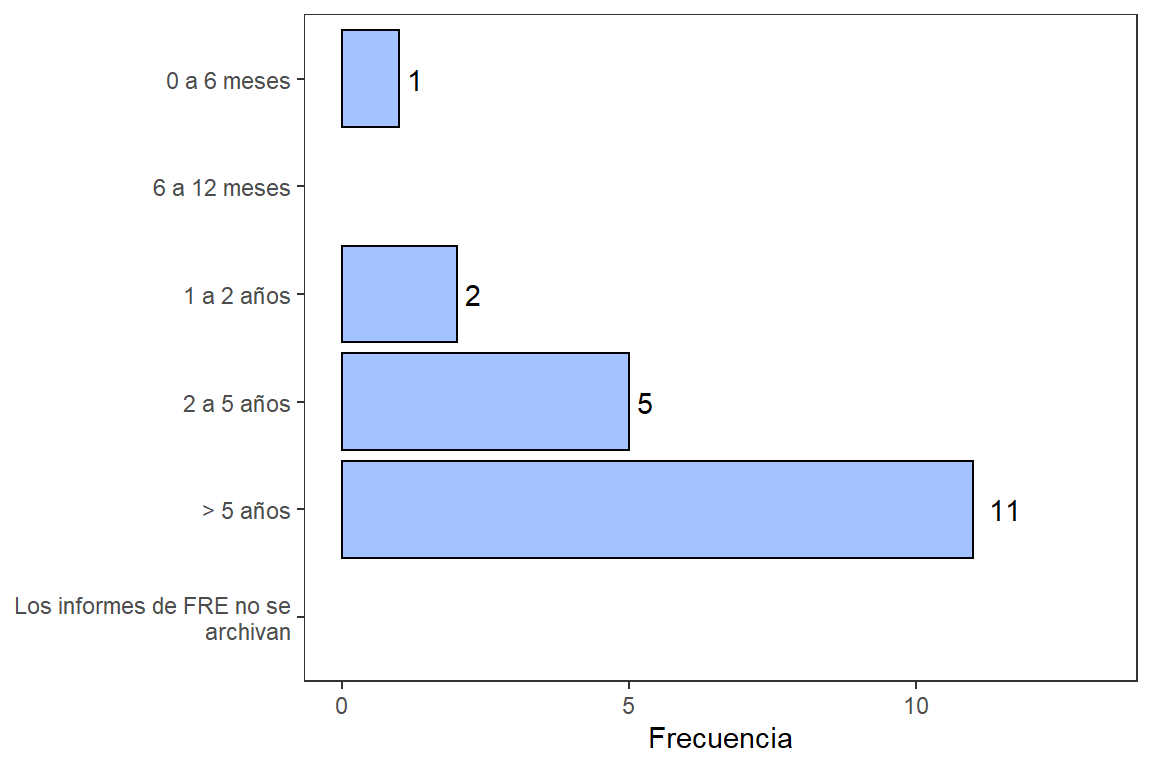 0 a 6 meses
1
6 a 12 meses
1 a 2 años
2
2 a 5 años
5
> 5 años
11
Los informes de FRE no se
archivan
0
5
10
Frecuencia